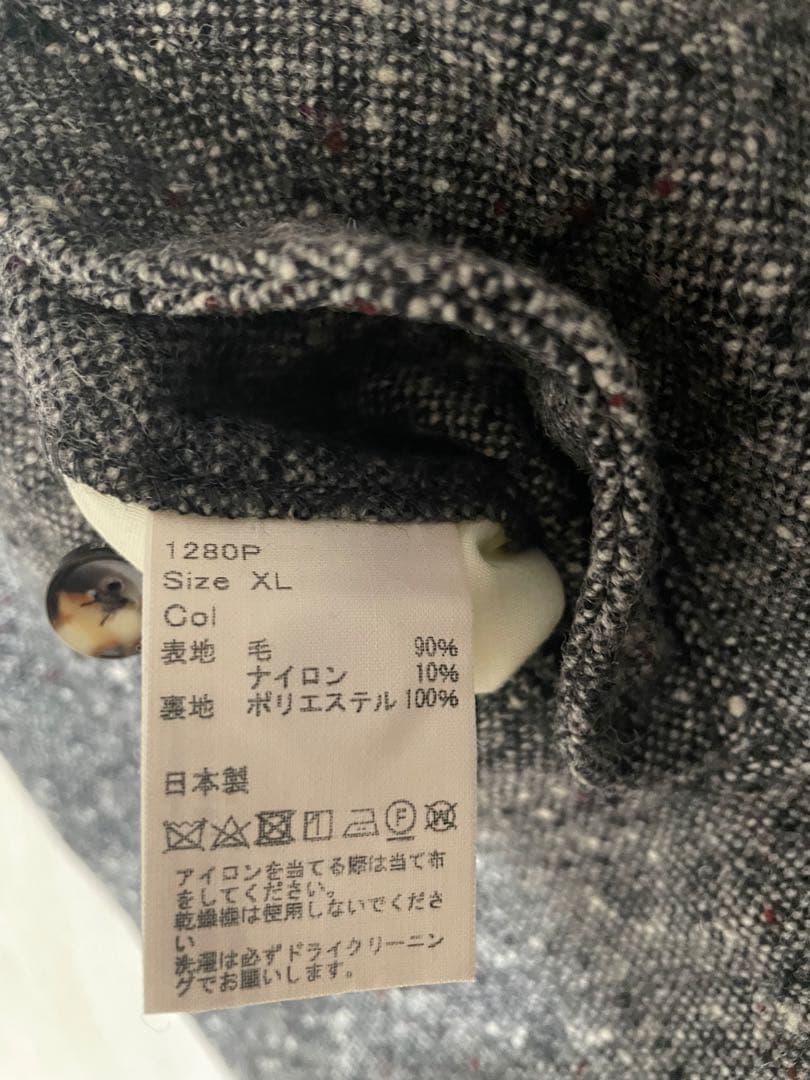 1280P
Size XL
Col
表地 毛 90%
ナイロン 10%
裏地 ポリエステル 100%
日本製
F W
アイロンを当てる際は当て布
をしてください。
乾燥機は使用しないでくださ
い
洗濯は必ずドライクリーニン
グでお願いします。